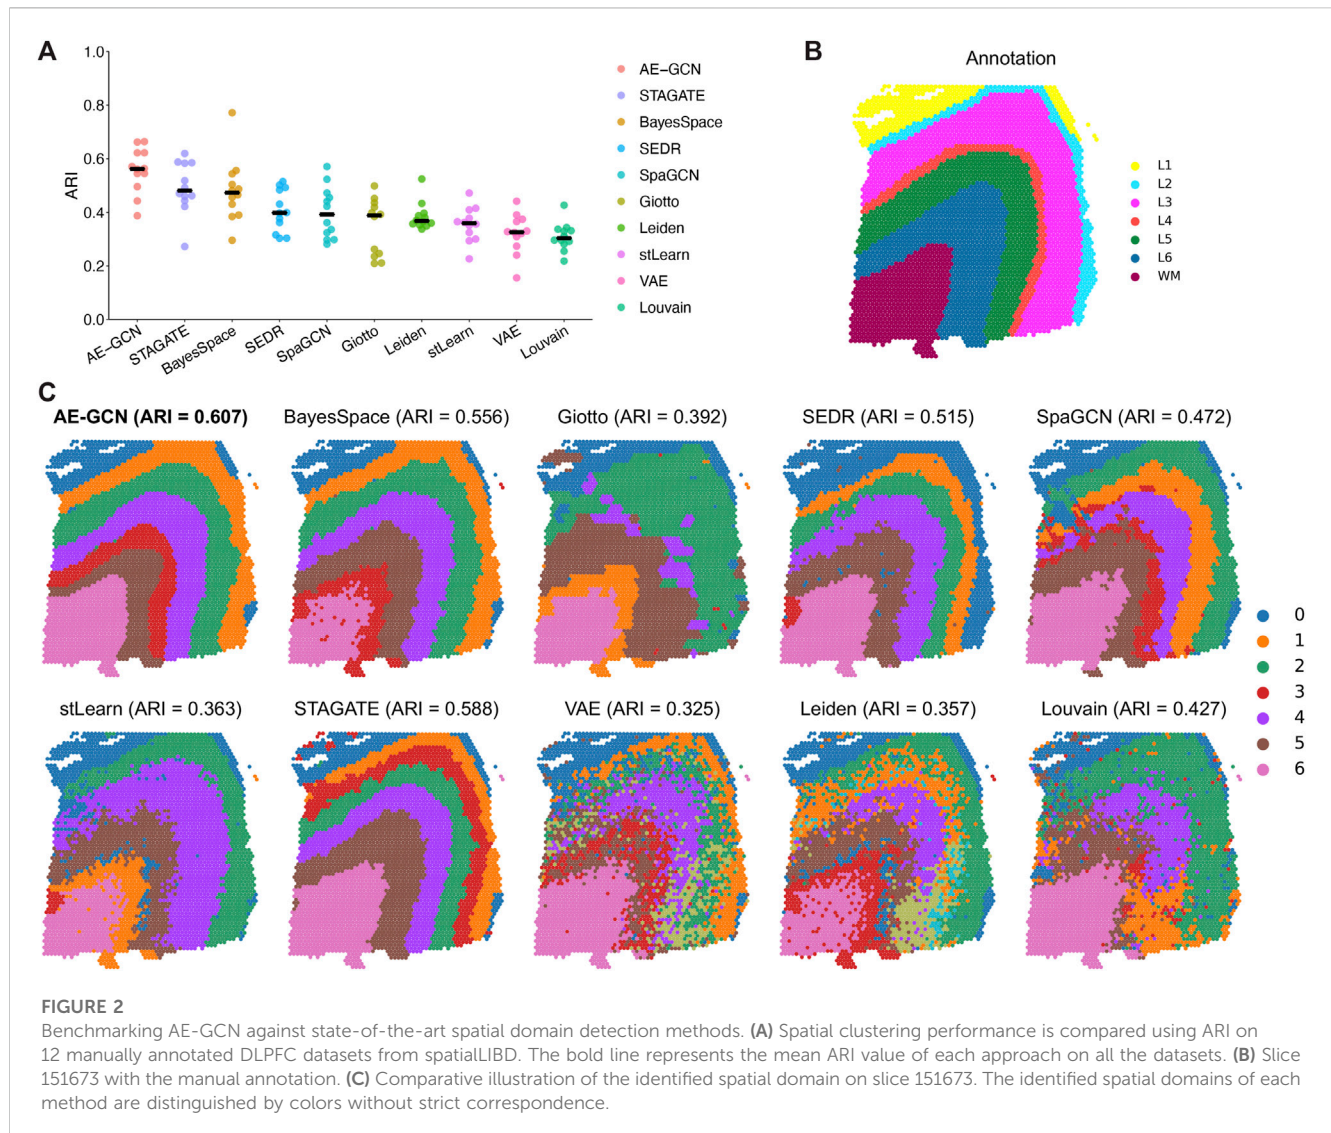 A
1.0
0.8
0.6
0.4
0.2
0.0
ARI
AE-GCN
STAGATE
BayesSpace
SEDR
SpaGCN
Giotto
Leiden
stLearn
VAE
Louvain
AE-GCN
STAGATE
BayesSpace
SEDR
SpaGCN
Giotto
Leiden
stLearn
VAE
Louvain
B
Annotation
L1
L2
L3
L4
L5
L6
WM
C
AE-GCN (ARI = 0.607)
BayesSpace (ARI = 0.556)
Giotto (ARI = 0.392)
SEDR (ARI = 0.515)
SpaGCN (ARI = 0.472)
stLearn (ARI = 0.363)
STAGATE (ARI = 0.588)
VAE (ARI = 0.325)
Leiden (ARI = 0.357)
Louvain (ARI = 0.427)
0
1
2
3
4
5
6
FIGURE 2
Benchmarking AE-GCN against state-of-the-art spatial domain detection methods. (A) Spatial clustering performance is compared using ARI on
12 manually annotated DLPFC datasets from spatialLIBD. The bold line represents the mean ARI value of each approach on all the datasets. (B) Slice
151673 with the manual annotation. (C) Comparative illustration of the identified spatial domain on slice 151673. The identified spatial domains of each
method are distinguished by colors without strict correspondence.